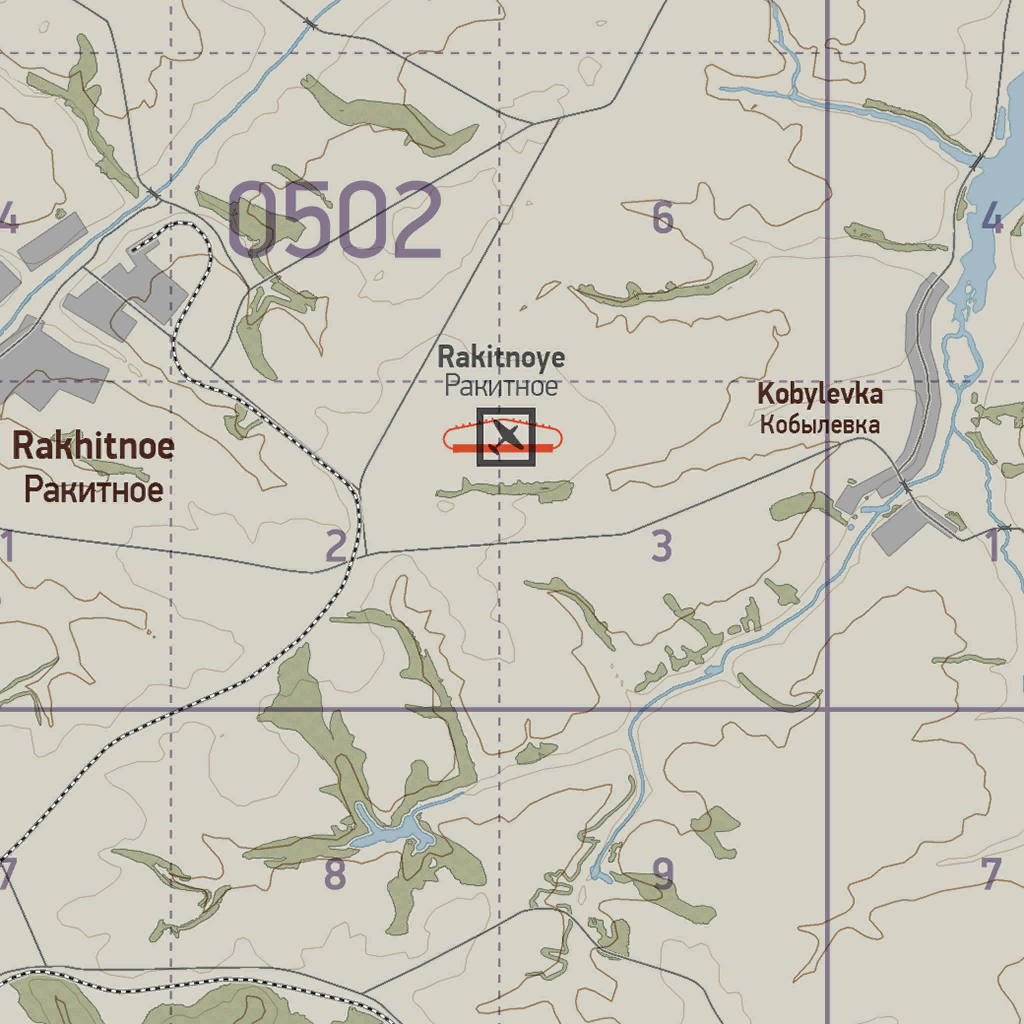 0502
4
6
4
Rakitnoye
Ракитное
Kobylevka
Кобылевка
Rakhitnoe
Ракитное
1
2
3
1
7
8
9
7